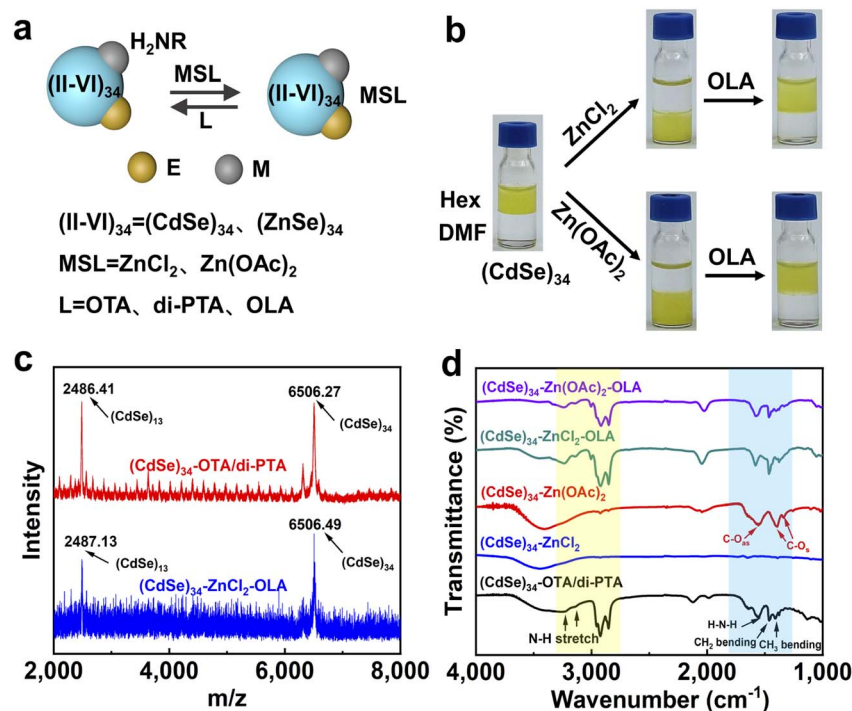 a
H₂NR
(II-VI)₃₄
MSL
L
(II-VI)₃₄
MSL
E
M
(II-VI)₃₄=(CdSe)₃₄、(ZnSe)₃₄
MSL=ZnCl₂、Zn(OAc)₂
L=OTA、di-PTA、OLA
b
Hex
DMF
(CdSe)₃₄
ZnCl₂
OLA
Zn(OAc)₂
OLA
c
2486.41
(CdSe)₁₃
6506.27
(CdSe)₃₄
(CdSe)₃₄-OTA/di-PTA
2487.13
(CdSe)₁₃
6506.49
(CdSe)₃₄
(CdSe)₃₄-ZnCl₂-OLA
Intensity
2,000 4,000 6,000 8,000
m/z
d
(CdSe)₃₄-Zn(OAc)₂-OLA
(CdSe)₃₄-ZnCl₂-OLA
(CdSe)₃₄-Zn(OAc)₂
C-Oas
C-Os
(CdSe)₃₄-ZnCl₂
(CdSe)₃₄-OTA/di-PTA
N-H stretch
H-N-H
CH₂ bending
CH₃ bending
Transmittance (%)
4,000 3,000 2,000 1,000
Wavenumber (cm⁻¹)